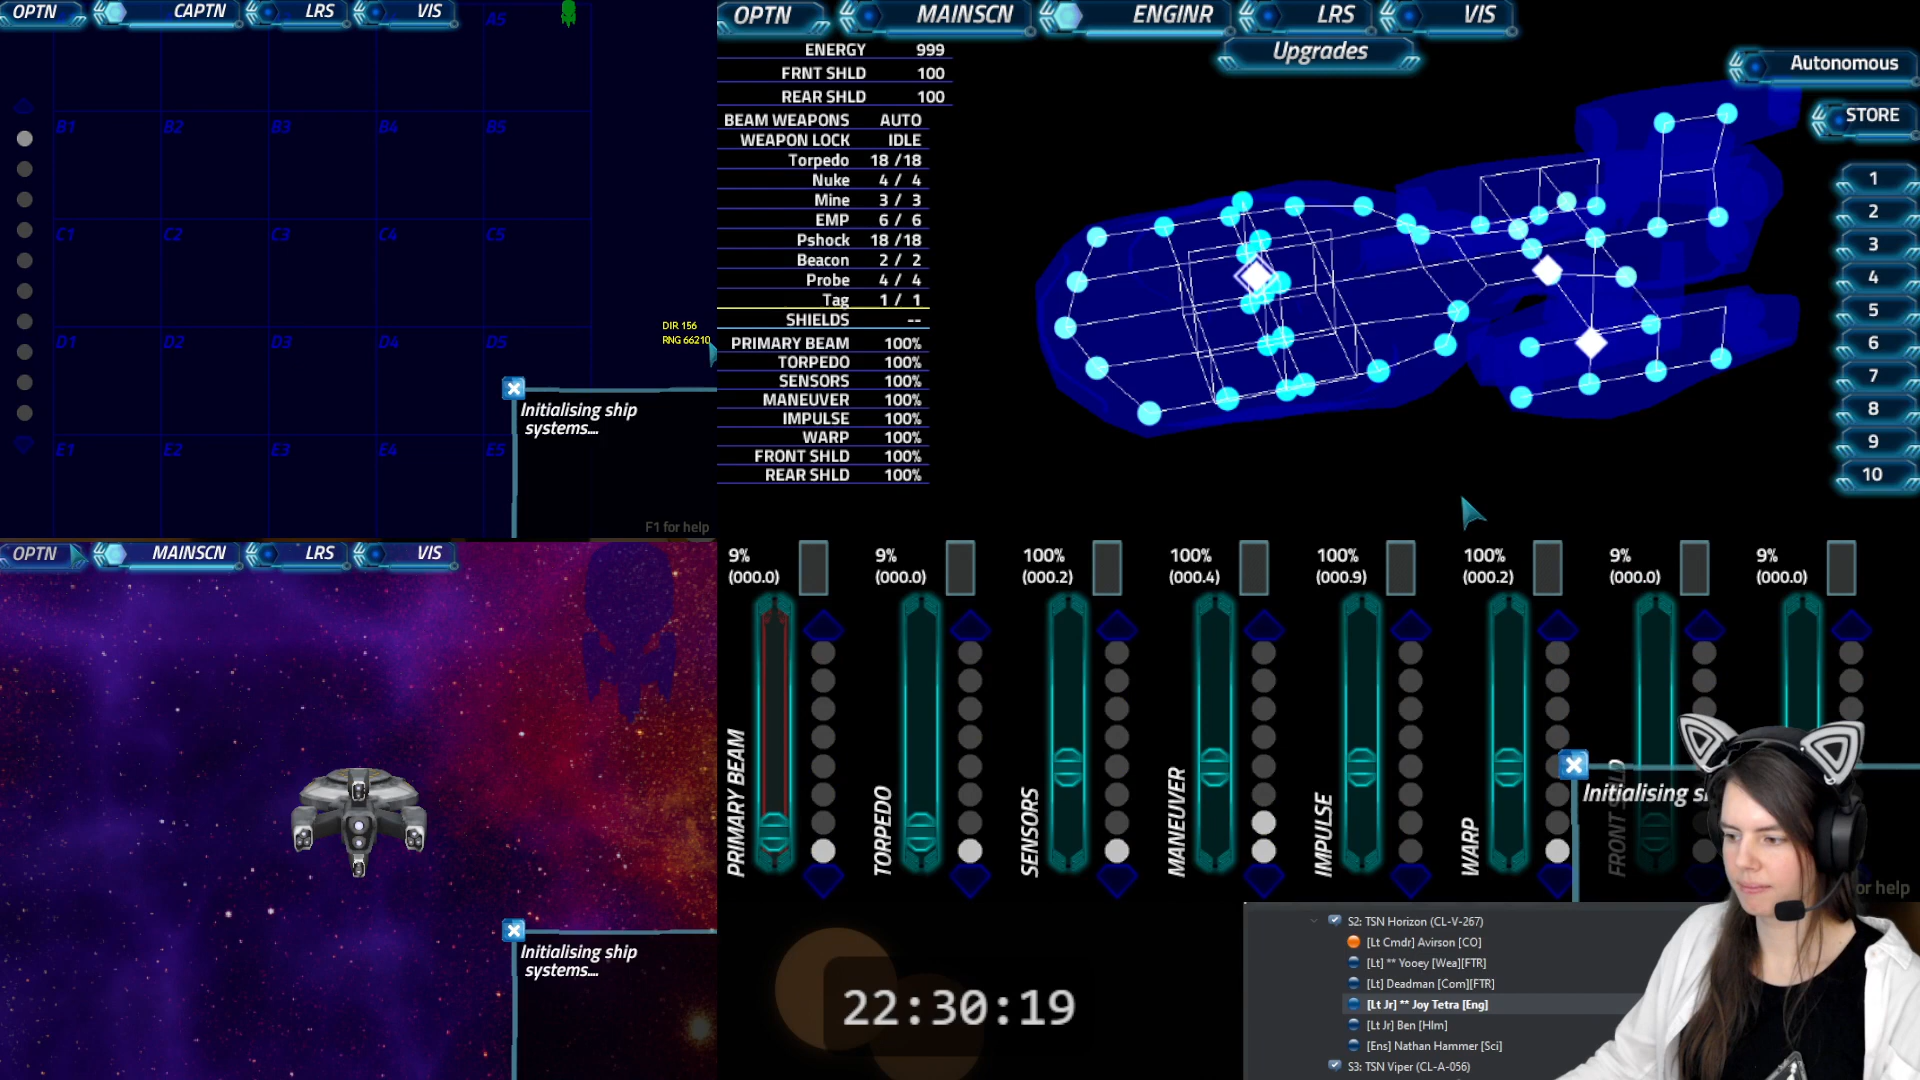 OPTN
CAPTN
LRS
VIS
A5
B1 B2 B3 B4 B5
C1 C2 C3 C4 C5
D1 D2 D3 D4 D5
E1 E2 E3 E4 E5
DIR 156
RNG 66210
Initialising ship
systems....
F1 for help
OPTN
MAINSCN
ENGINR
LRS
VIS
Upgrades
Autonomous
STORE
1
2
3
4
5
6
7
8
9
10
ENERGY 999
FRNT SHLD 100
REAR SHLD 100
BEAM WEAPONS AUTO
WEAPON LOCK IDLE
Torpedo 18 /18
Nuke 4 / 4
Mine 3 / 3
EMP 6 / 6
Pshock 18 /18
Beacon 2 / 2
Probe 4 / 4
Tag 1 / 1
SHIELDS --
PRIMARY BEAM 100%
TORPEDO 100%
SENSORS 100%
MANEUVER 100%
IMPULSE 100%
WARP 100%
FRONT SHLD 100%
REAR SHLD 100%
OPTN
MAINSCN
LRS
VIS
Initialising ship
systems....
9% 9% 100% 100% 100% 100% 9% 9%
(000.0) (000.0) (000.2) (000.4) (000.9) (000.2) (000.0) (000.0)
PRIMARY BEAM
TORPEDO
SENSORS
MANEUVER
IMPULSE
WARP
FRONT SHLD
Initialising s
or help
22:30:19
S2: TSN Horizon (CL-V-267)
[Lt Cmdr] Avirson [CO]
[Lt] ** Yooey [Wea][FTR]
[Lt] Deadman [Com][FTR]
[Lt Jr] ** Joy Tetra [Eng]
[Lt Jr] Ben [Hlm]
[Ens] Nathan Hammer [Sci]
S3: TSN Viper (CL-A-056)